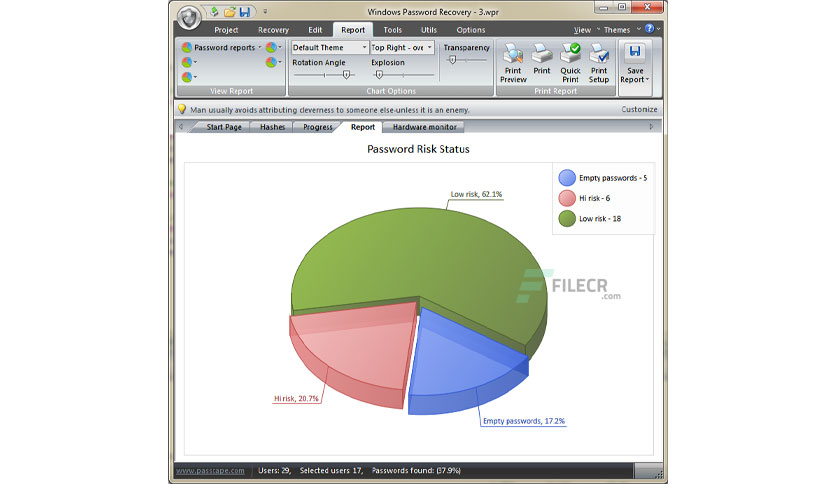 Windows Password Recovery - 3.wpr
Project Recovery Edit Report Tools Utils Options View Themes
Password reports
Default Theme Top Right - ove Transparency
Rotation Angle Explosion
Print Preview Print Quick Print Print Setup Save Report
View Report Chart Options Print Report
Man usually avoids attributing cleverness to someone else-unless it is an enemy. Customize
Start Page Hashes Progress Report Hardware monitor
Password Risk Status
Empty passwords - 5
Hi risk - 6
Low risk - 18
Low risk, 62.1%
FILECR
.com
Hi risk, 20.7%
Empty passwords, 17.2%
www.passcape.com Users: 29, Selected users 17, Passwords found: (37.9%)